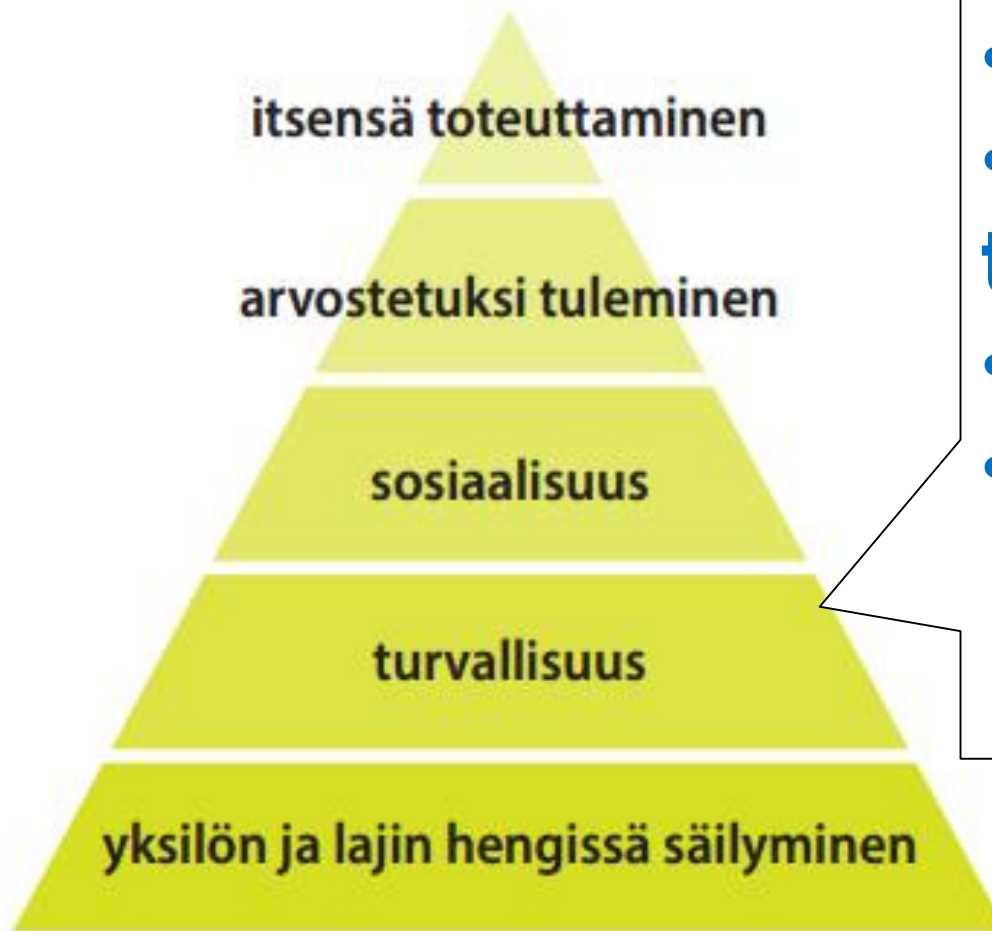 itsensä toteuttaminen
arvostetuksi tuleminen
sosiaalisuus
turvallisuus
yksilön ja lajin hengissä säilyminen